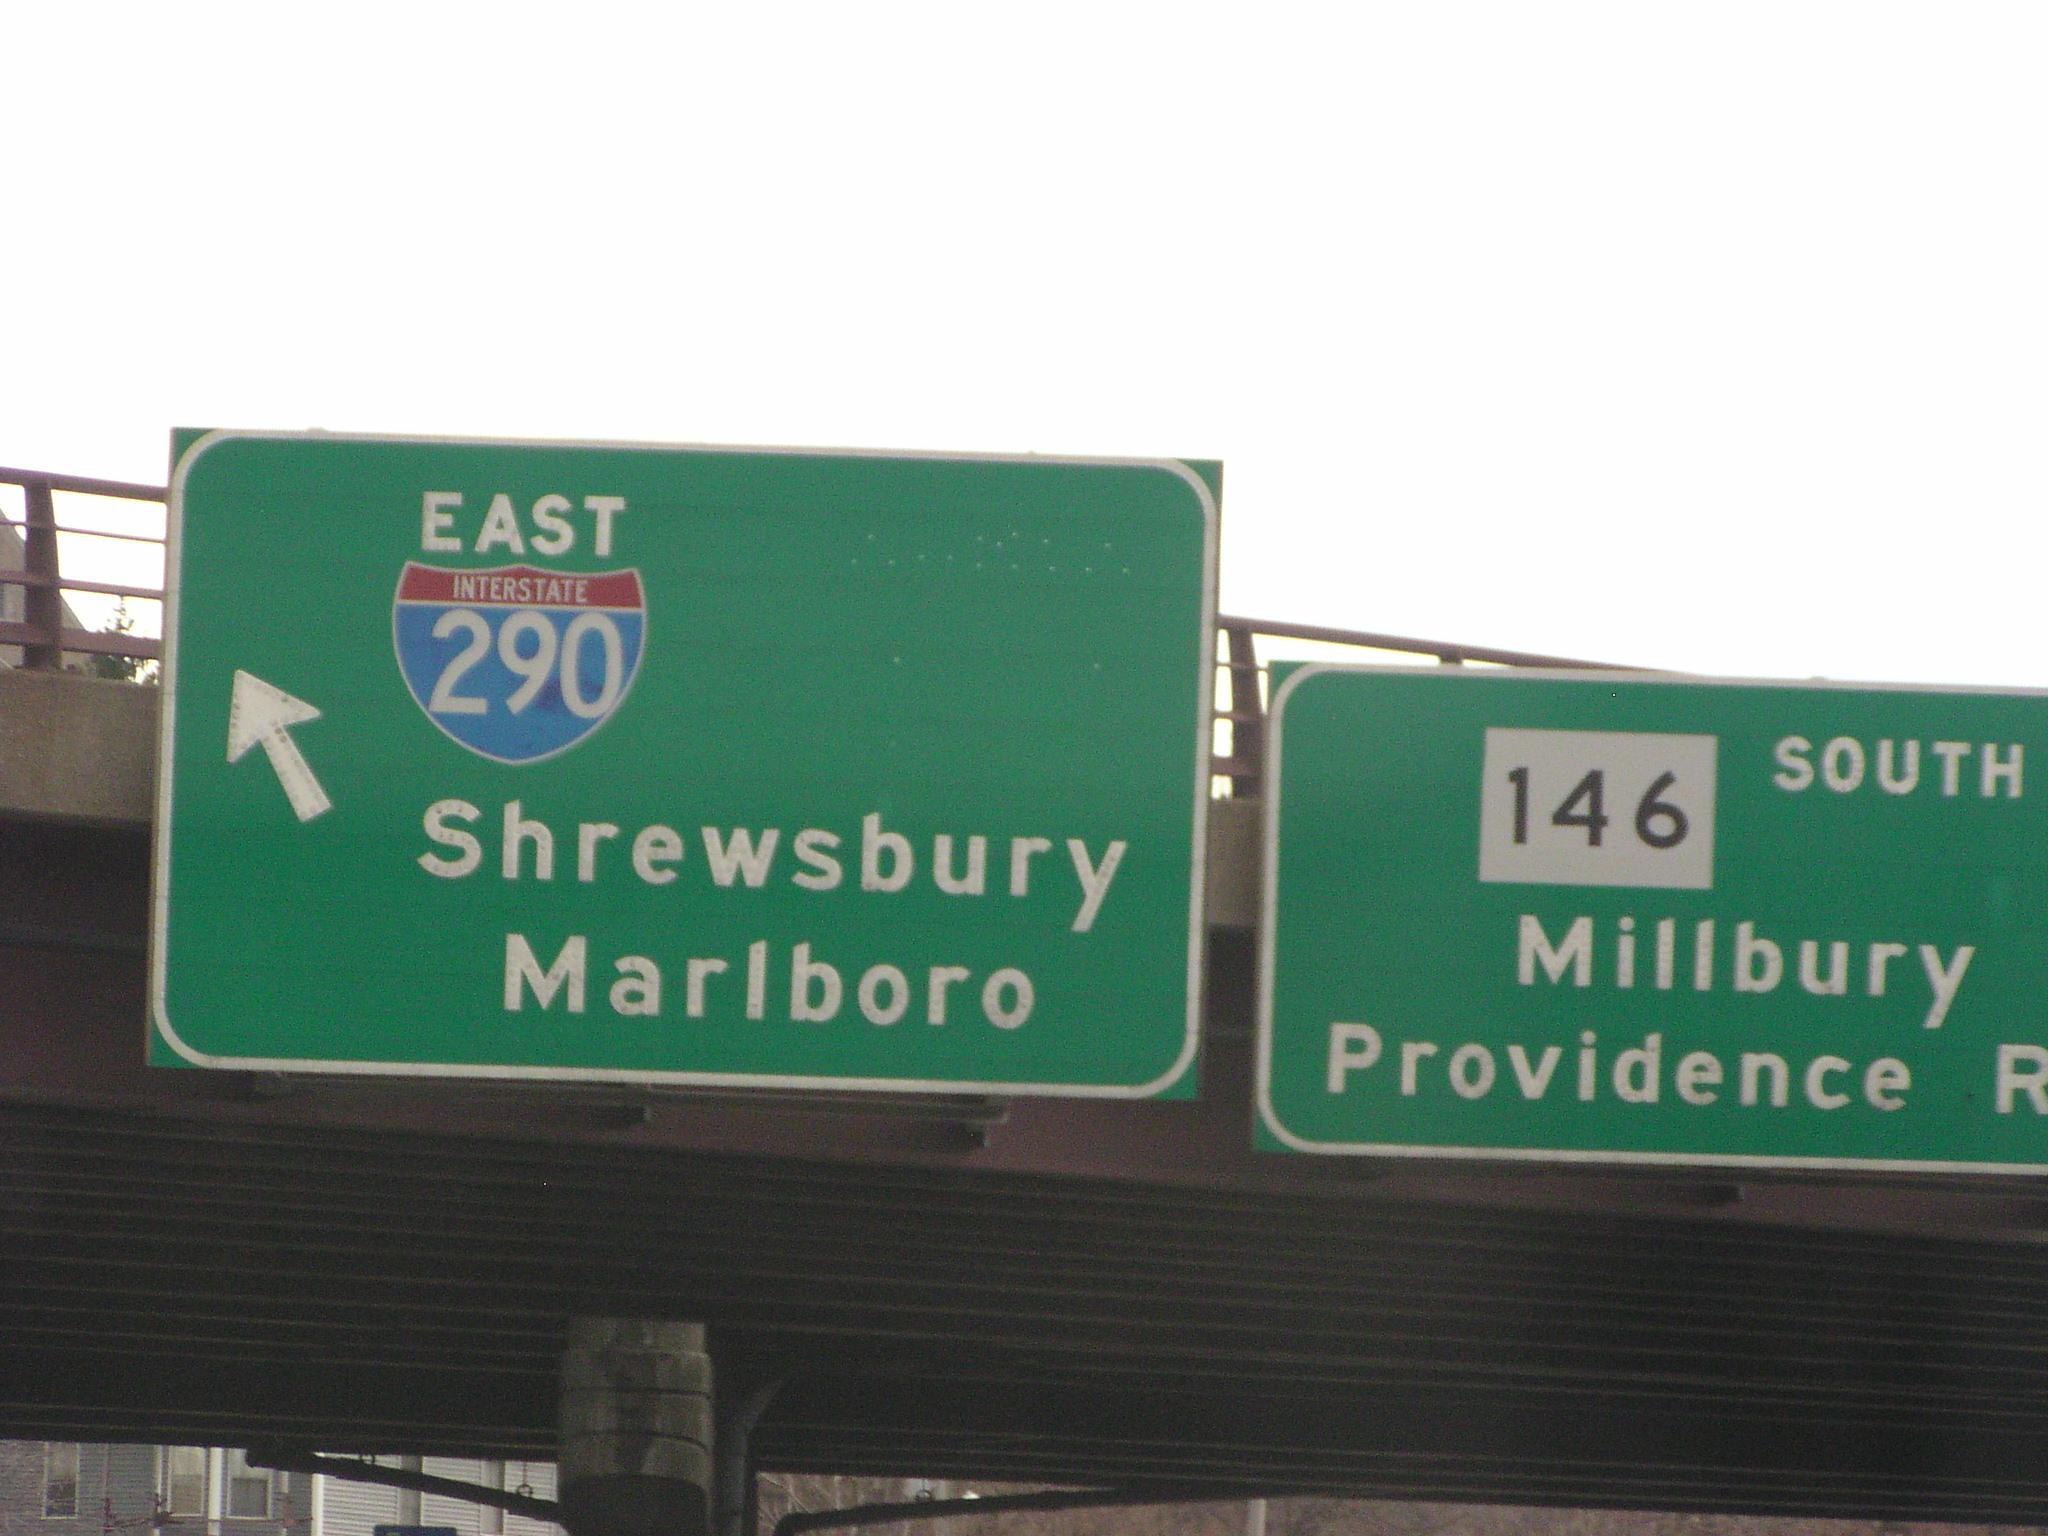 EAST
INTERSTATE
290
Shrewsbury
Marlboro
146 SOUTH
Millbury
Providence R